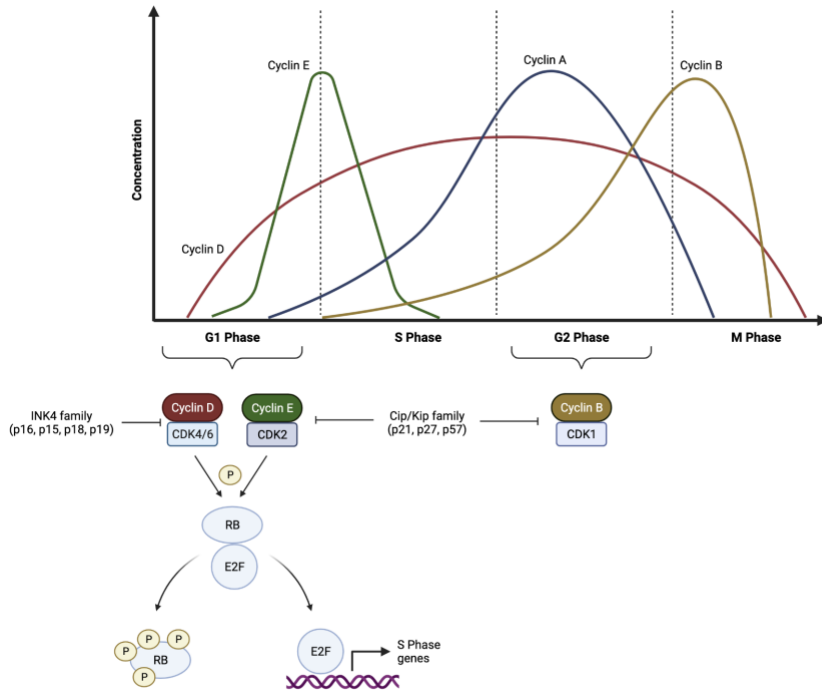 Cyclin E
Cyclin A
Cyclin B
Concentration
Cyclin D
G1 Phase
S Phase
G2 Phase
M Phase
INK4 family
(p16, p15, p18, p19)
Cyclin D
CDK4/6
Cyclin E
CDK2
Cip/Kip family
(p21, p27, p57)
Cyclin B
CDK1
P
RB
E2F
P
P
P
RB
P
E2F
S Phase
genes